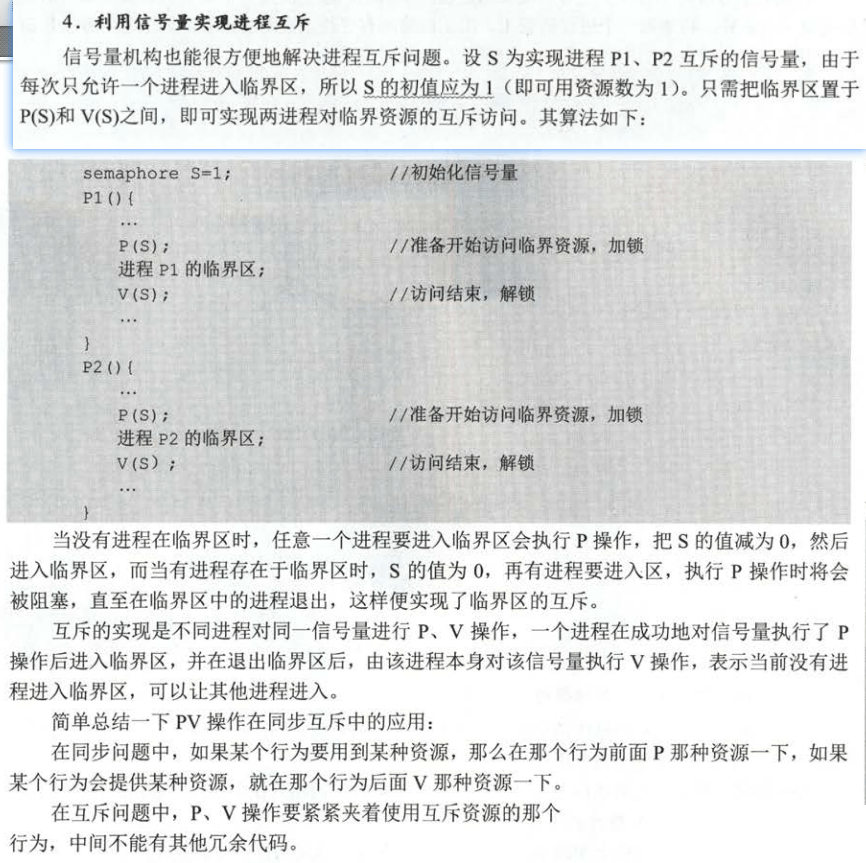 4. 利用信号量实现进程互斥
信号量机构也能很方便地解决进程互斥问题。设 S 为实现进程 P1、P2 互斥的信号量，由于
每次只允许一个进程进入临界区，所以 S 的初值应为 1（即可用资源数为 1）。只需把临界区置于
P(S)和 V(S)之间，即可实现两进程对临界资源的互斥访问。其算法如下：
semaphore S=1; //初始化信号量
P1(){
...
P(S); //准备开始访问临界资源，加锁
进程 P1 的临界区;
V(S); //访问结束，解锁
...
}
P2(){
...
P(S); //准备开始访问临界资源，加锁
进程 P2 的临界区;
V(S）; //访问结束，解锁
...
}
当没有进程在临界区时，任意一个进程要进入临界区会执行 P 操作，把 S 的值减为 0，然后
进入临界区，而当有进程存在于临界区时，S 的值为 0，再有进程要进入区，执行 P 操作时将会
被阻塞，直至在临界区中的进程退出，这样便实现了临界区的互斥。
互斥的实现是不同进程对同一信号量进行 P、V 操作，一个进程在成功地对信号量执行了 P
操作后进入临界区，并在退出临界区后，由该进程本身对该信号量执行 V 操作，表示当前没有进
程进入临界区，可以让其他进程进入。
简单总结一下 PV 操作在同步互斥中的应用：
在同步问题中，如果某个行为要用到某种资源，那么在那个行为前面 P 那种资源一下，如果
某个行为会提供某种资源，就在那个行为后面 V 那种资源一下。
在互斥问题中，P、V 操作要紧紧夹着使用互斥资源的那个
行为，中间不能有其他冗余代码。